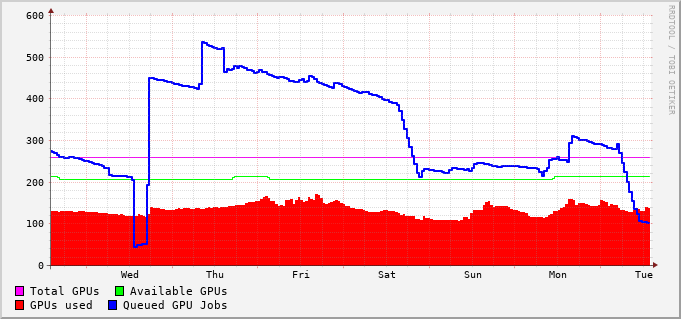 600
500
400
300
200
100
0
Wed Thu Fri Sat Sun Mon Tue
Total GPUs Available GPUs
GPUs used Queued GPU Jobs
RRDTOOL / TOBI OETIKER